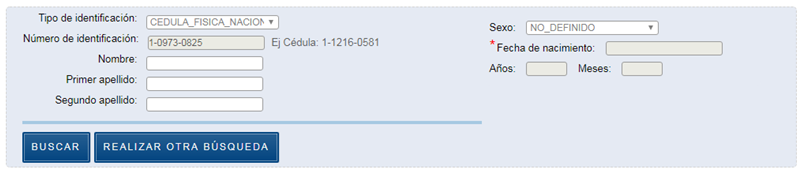 Tipo de identificación: CEDULA_FISICA_NACION
Número de identificación: 1-0973-0825 Ej Cédula: 1-1216-0581
Nombre:
Primer apellido:
Segundo apellido:
Sexo: NO_DEFINIDO
*Fecha de nacimiento:
Años: Meses:
BUSCAR REALIZAR OTRA BÚSQUEDA